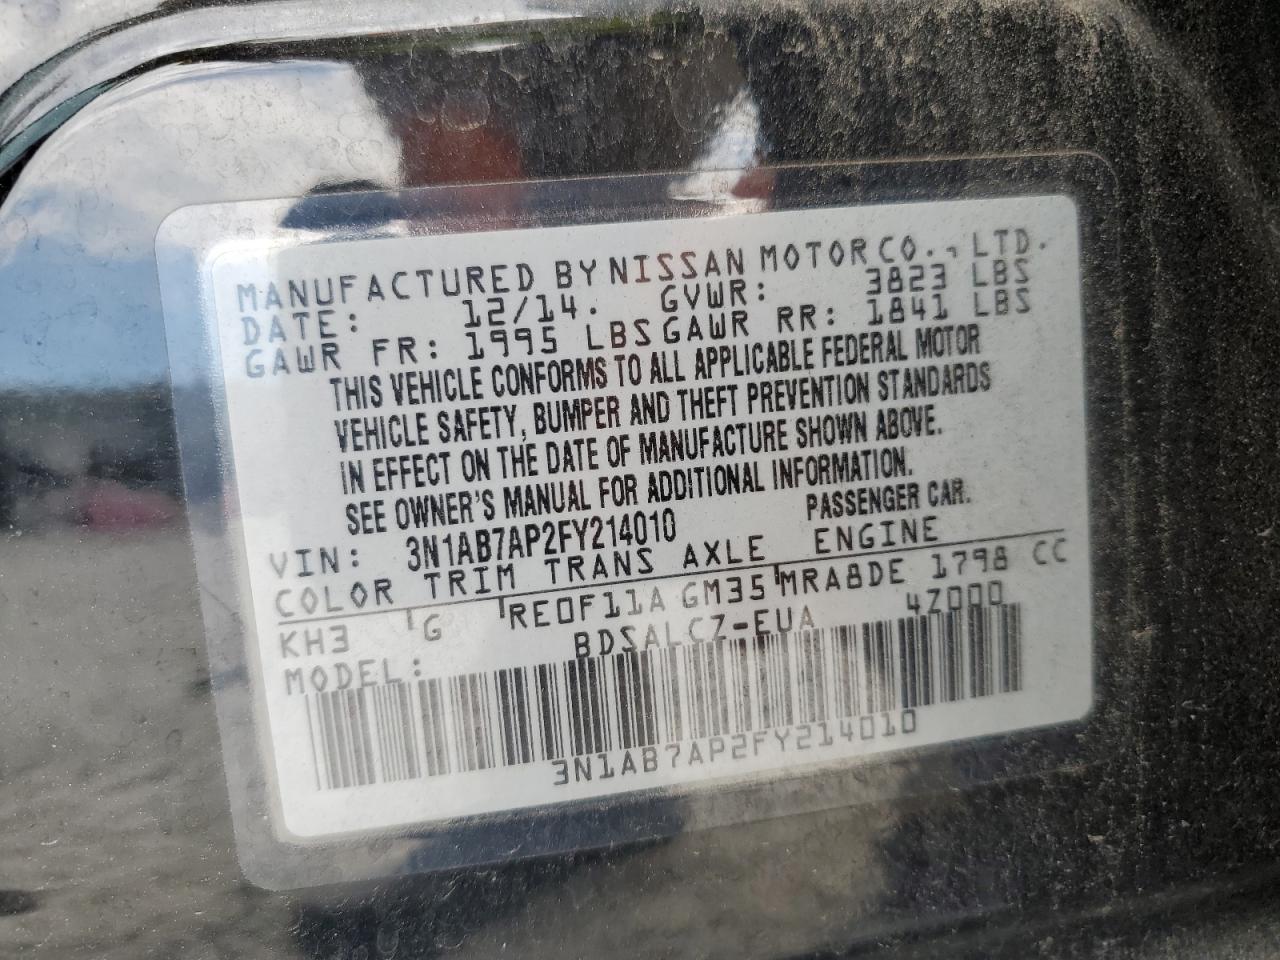 MANUFACTURED BY NISSAN MOTOR CO., LTD.
DATE: 12/14. GVWR: 3823 LBS
GAWR FR: 1995 LBS GAWR RR: 1841 LBS
THIS VEHICLE CONFORMS TO ALL APPLICABLE FEDERAL MOTOR
VEHICLE SAFETY, BUMPER AND THEFT PREVENTION STANDARDS
IN EFFECT ON THE DATE OF MANUFACTURE SHOWN ABOVE.
SEE OWNER'S MANUAL FOR ADDITIONAL INFORMATION.
VIN: 3N1AB7AP2FY214010 PASSENGER CAR.
COLOR TRIM TRANS AXLE ENGINE
KH3 G RE0F11A GM35 MRA8DE 1798 CC
MODEL: BDSALCZ-EUA 4Z000
3N1AB7AP2FY214010